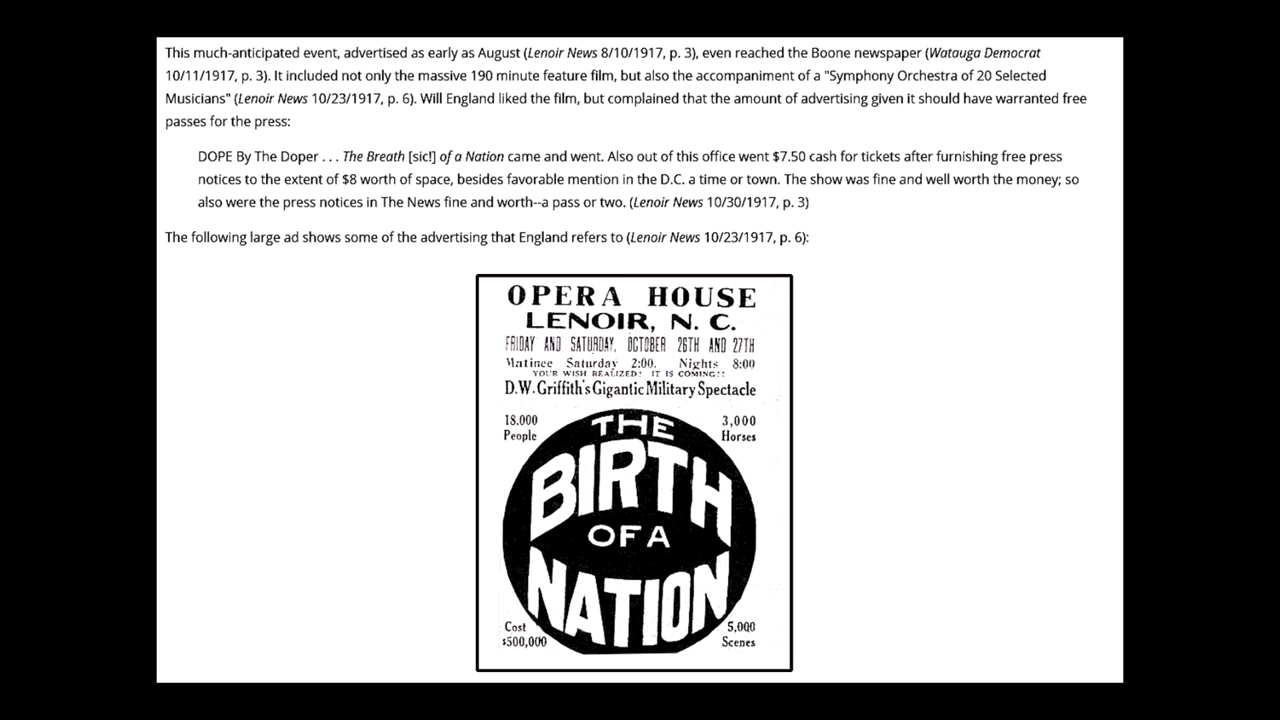 This much-anticipated event, advertised as early as August (Lenoir News 8/10/1917, p. 3), even reached the Boone newspaper (Watauga Democrat
10/11/1917, p. 3). It included not only the massive 190 minute feature film, but also the accompaniment of a "Symphony Orchestra of 20 Selected
Musicians" (Lenoir News 10/23/1917, p. 6). Will England liked the film, but complained that the amount of advertising given it should have warranted free
passes for the press:
DOPE By The Doper . . . The Breath [sic!] of a Nation came and went. Also out of this office went $7.50 cash for tickets after furnishing free press
notices to the extent of $8 worth of space, besides favorable mention in the D.C. a time or town. The show was fine and well worth the money; so
also were the press notices in The News fine and worth--a pass or two. (Lenoir News 10/30/1917, p. 3)
The following large ad shows some of the advertising that England refers to (Lenoir News 10/23/1917, p. 6):
OPERA HOUSE
LENOIR, N. C.
FRIDAY AND SATURDAY, OCTOBER 26TH AND 27TH
Matinee Saturday 2:00. Nights 8:00
YOUR WISH REALIZED! IT IS COMING!!
D.W. Griffith's Gigantic Military Spectacle
18.000 People
3,000 Horses
THE
BIRTH
OF A
NATION
Cost $500,000
5,000 Scenes